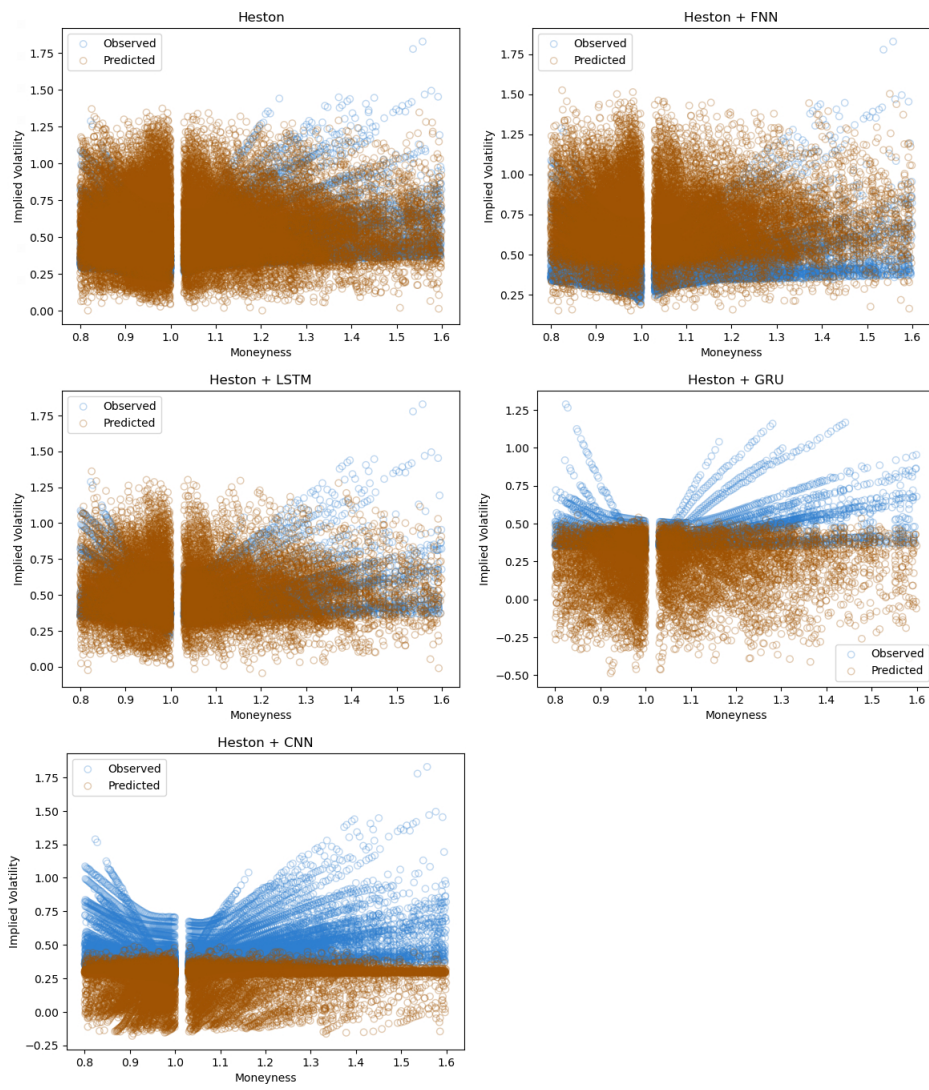 Heston
Observed
Predicted
Implied Volatility
1.75
1.50
1.25
1.00
0.75
0.50
0.25
0.00
0.8 0.9 1.0 1.1 1.2 1.3 1.4 1.5 1.6
Moneyness
Heston + FNN
Observed
Predicted
Implied Volatility
1.75
1.50
1.25
1.00
0.75
0.50
0.25
0.8 0.9 1.0 1.1 1.2 1.3 1.4 1.5 1.6
Moneyness
Heston + LSTM
Observed
Predicted
Implied Volatility
1.75
1.50
1.25
1.00
0.75
0.50
0.25
0.00
0.8 0.9 1.0 1.1 1.2 1.3 1.4 1.5 1.6
Moneyness
Heston + GRU
Implied Volatility
1.25
1.00
0.75
0.50
0.25
0.00
−0.25
−0.50
Observed
Predicted
0.8 0.9 1.0 1.1 1.2 1.3 1.4 1.5 1.6
Moneyness
Heston + CNN
Observed
Predicted
Implied Volatility
1.75
1.50
1.25
1.00
0.75
0.50
0.25
0.00
−0.25
0.8 0.9 1.0 1.1 1.2 1.3 1.4 1.5 1.6
Moneyness